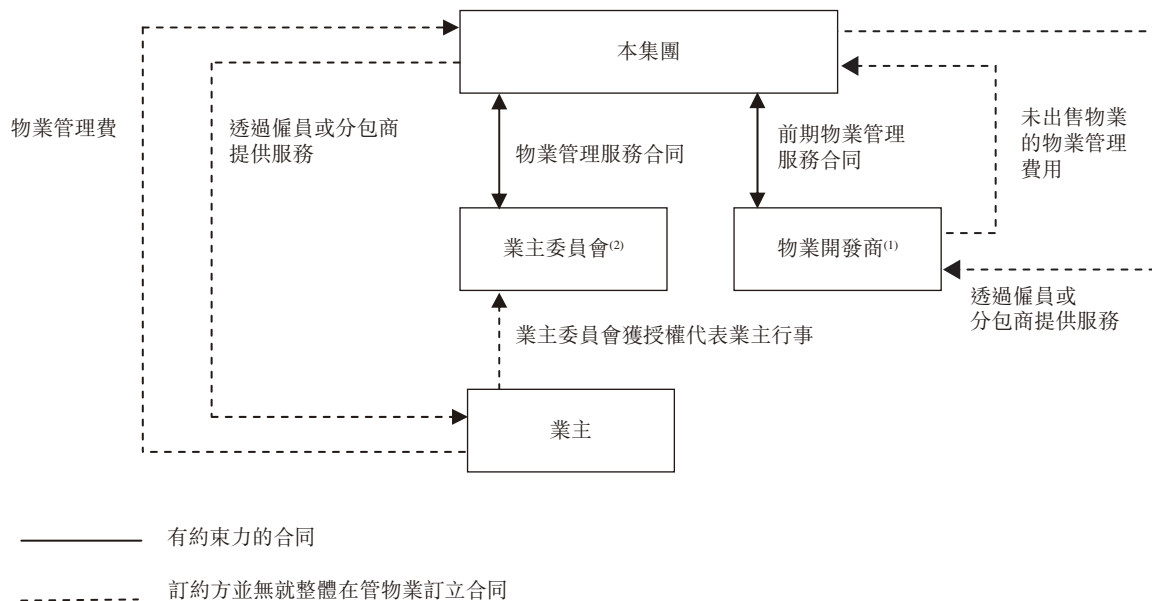 本集團
物業管理費
透過僱員或分包商
提供服務
物業管理服務合同
前期物業管理
服務合同
未出售物業
的物業管理
費用
業主委員會(2)
物業開發商(1)
透過僱員或
分包商提供服務
業主委員會獲授權代表業主行事
業主
有約束力的合同
訂約方並無就整體在管物業訂立合同